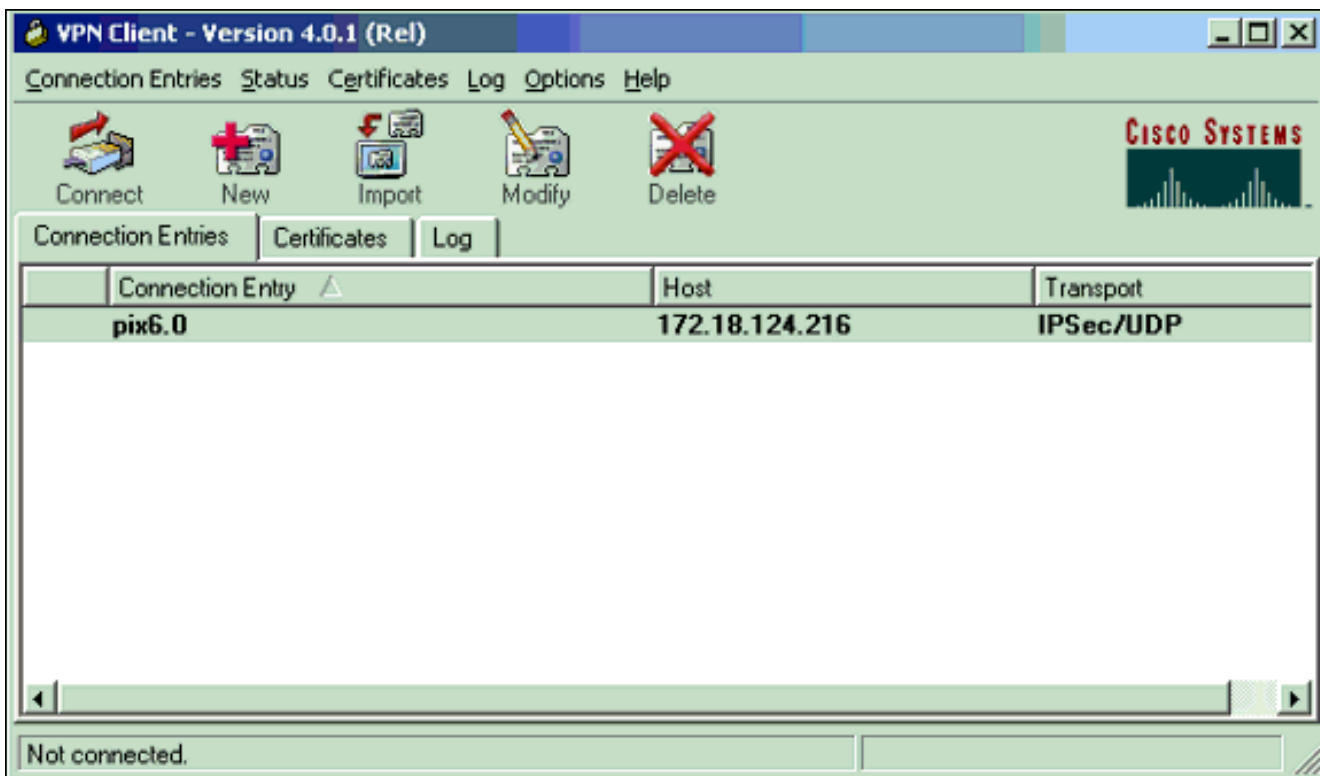 VPN Client - Version 4.0.1 (Rel)
Connection Entries Status Certificates Log Options Help
CISCO SYSTEMS
Connect New Import Modify Delete
Connection Entries Certificates Log
Connection Entry Host Transport
pix6.0 172.18.124.216 IPSec/UDP
Not connected.